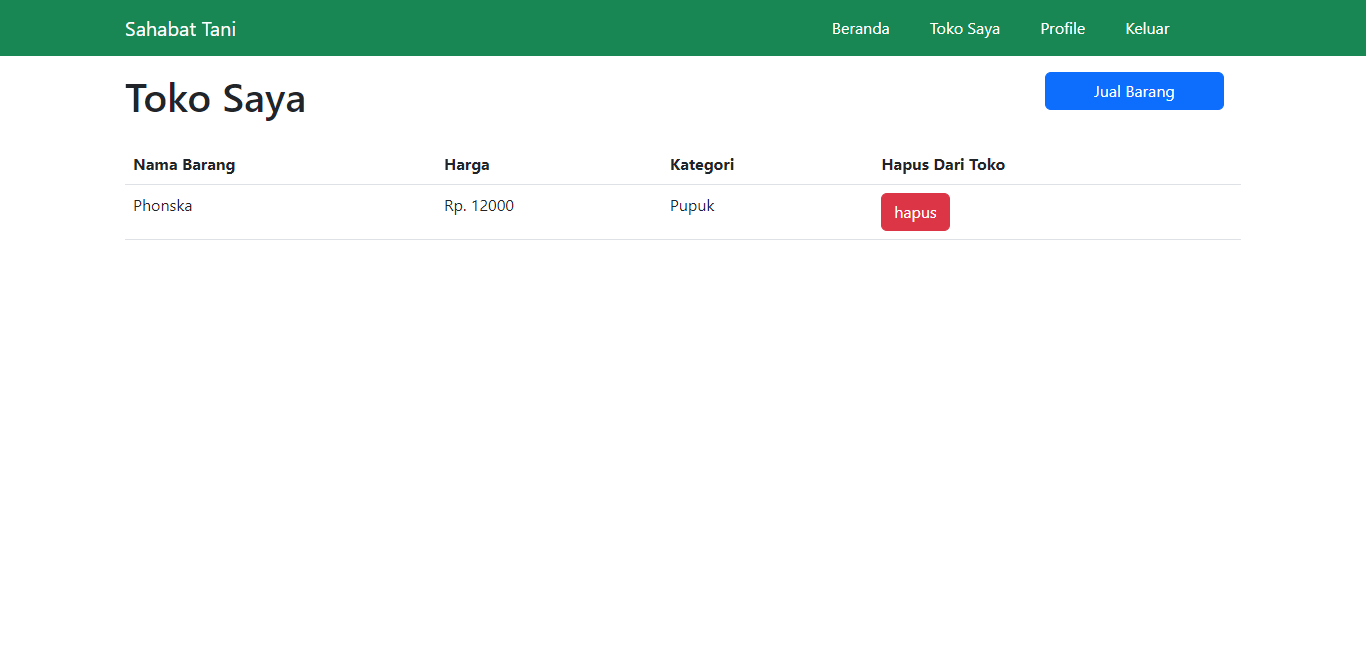 Sahabat Tani Beranda Toko Saya Profile Keluar
Toko Saya Jual Barang
Nama Barang Harga Kategori Hapus Dari Toko
Phonska Rp. 12000 Pupuk hapus